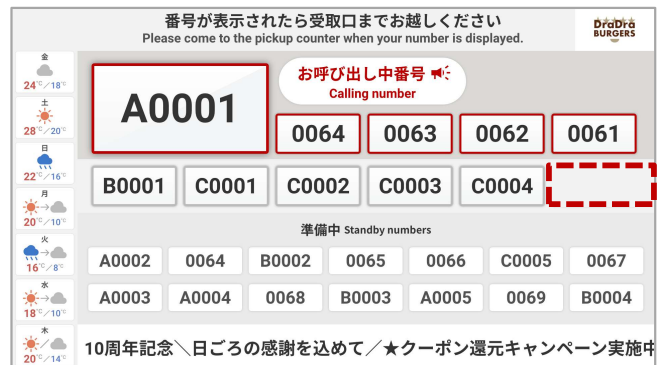 番号が表示されたら受取口までお越しください
Please come to the pickup counter when your number is displayed.
DraDra
BURGERS
金
24℃/18℃
土
28℃/20℃
日
22℃/16℃
月
20℃/10℃
火
16℃/8℃
水
18℃/10℃
木
20℃/14℃
A0001
お呼び出し中番号
Calling number
0064 0063 0062 0061
B0001 C0001 C0002 C0003 C0004
準備中 Standby numbers
A0002 0064 B0002 0065 0066 C0005 0067
A0003 A0004 0068 B0003 A0005 0069 B0004
10周年記念＼日ごろの感謝を込めて／★クーポン還元キャンペーン実施中